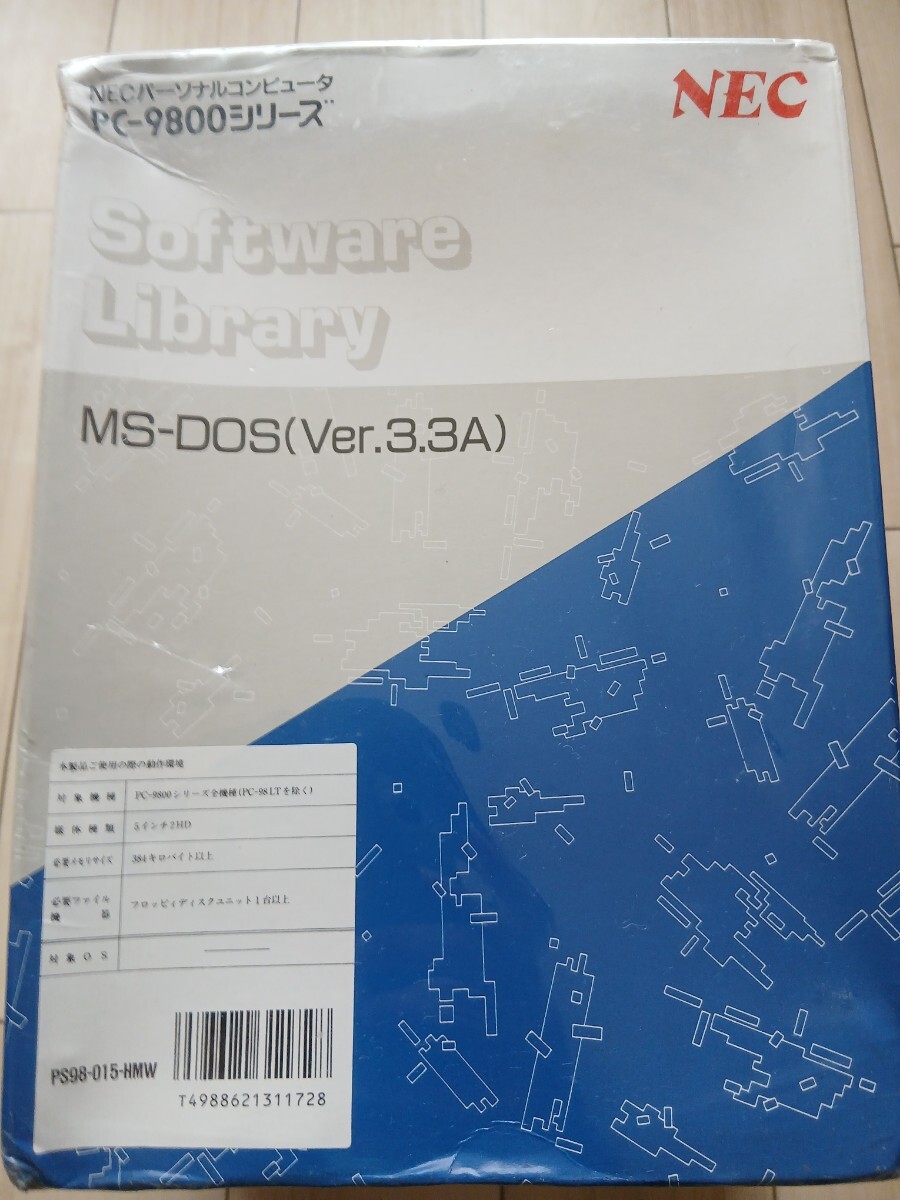 NECパーソナルコンピュータ
PC-9800シリーズ
NEC
Software
Library
MS-DOS(Ver.3.3A)
本製品ご使用の際の動作環境
対象機種 PC-9800シリーズ全機種(PC-98LTを除く)
媒体種類 5インチ2HD
必要メモリサイズ 384キロバイト以上
必要ファイル
機器 フロッピィディスクユニット1台以上
対象OS ―――
PS98-015-HMW
T4988621311728